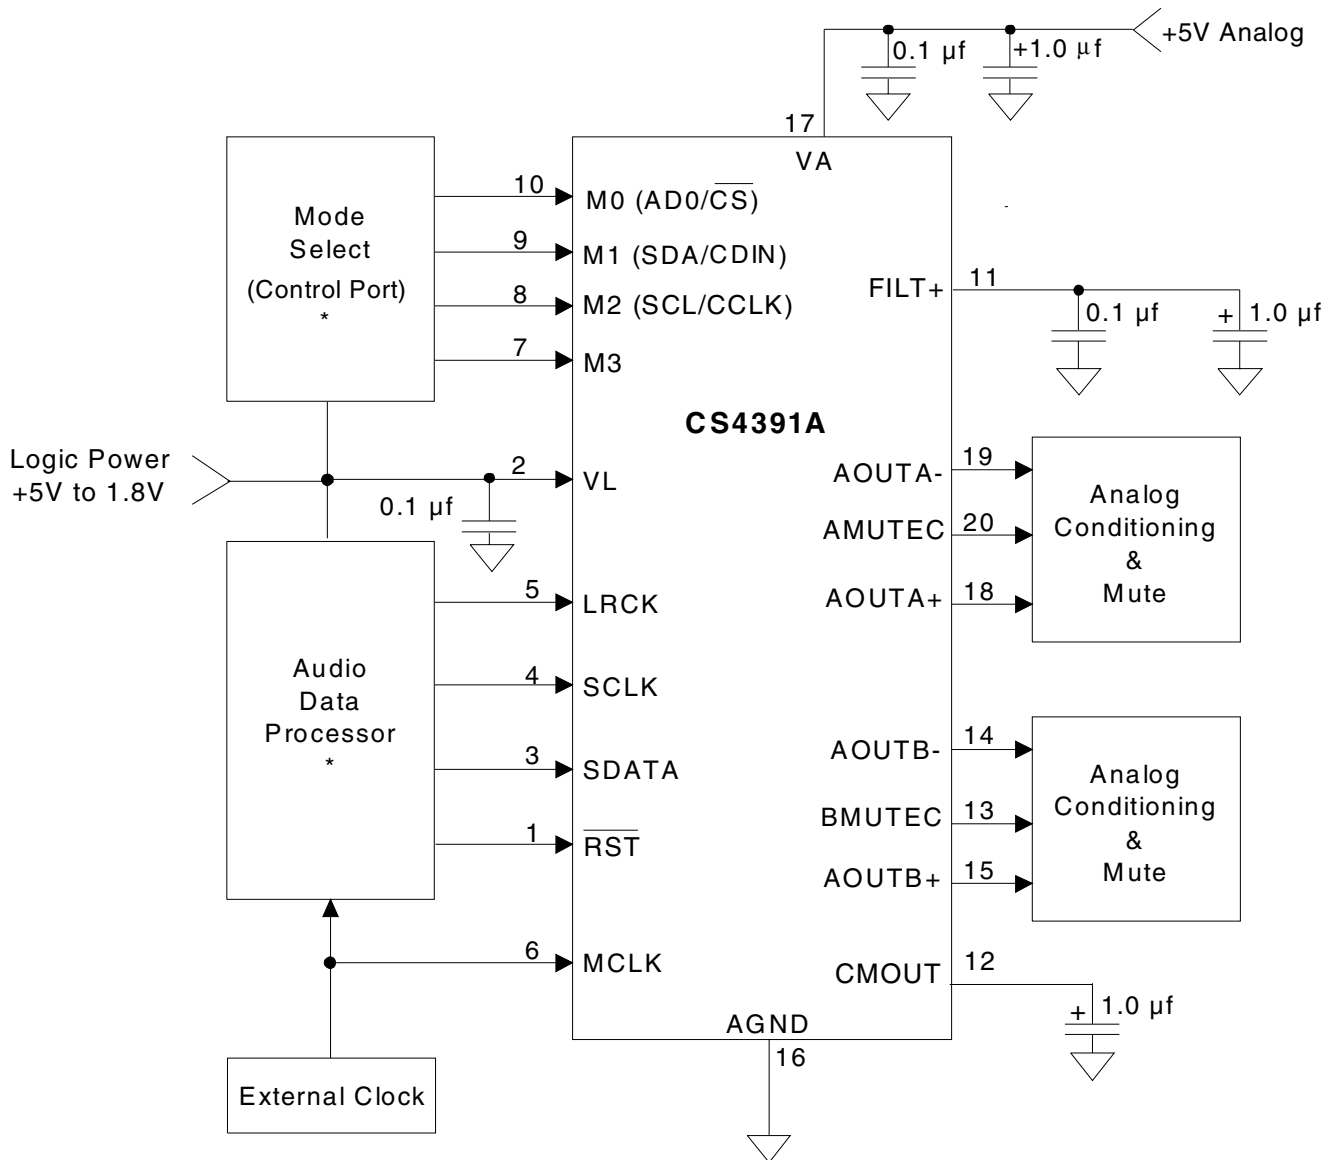 +5V Analog
0.1 µf
+1.0 µf
17
VA
Mode
Select
(Control Port)
*
10
M0 (AD0/CS)
9
M1 (SDA/CDIN)
8
M2 (SCL/CCLK)
7
M3
FILT+
11
0.1 µf
+ 1.0 µf
CS4391A
Logic Power
+5V to 1.8V
2
VL
0.1 µf
AOUTA-
19
AMUTEC
20
AOUTA+
18
Analog
Conditioning
&
Mute
Audio
Data
Processor
*
5
LRCK
4
SCLK
3
SDATA
1
RST
AOUTB-
14
BMUTEC
13
AOUTB+
15
Analog
Conditioning
&
Mute
6
MCLK
CMOUT
12
+ 1.0 µf
AGND
16
External Clock